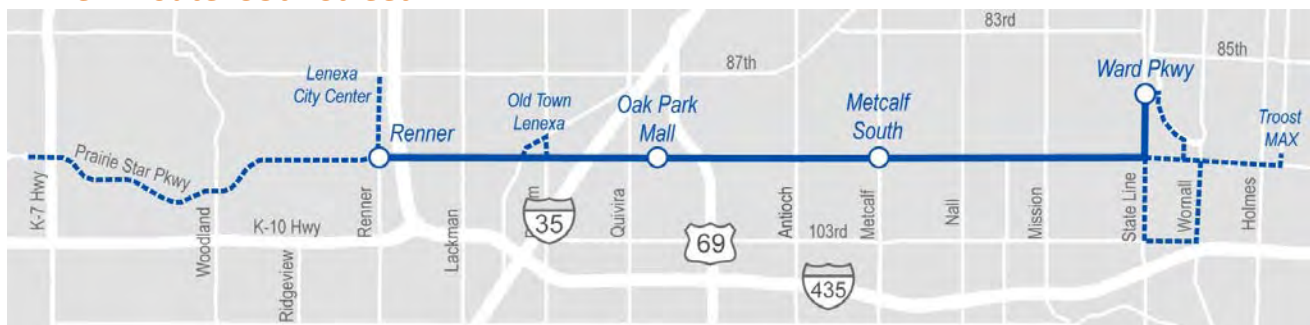 83rd
85th
87th
Ward Pkwy
Lenexa
City Center
Old Town
Lenexa
Oak Park
Mall
Metcalf
South
Troost
MAX
Renner
Prairie Star Pkwy
K-7 Hwy
Woodland
K-10 Hwy
Ridgeview
Renner
Lackman
35
Quivira
69
Antioch
103rd
Metcalf
435
Nall
Mission
State Line
Wornall
Holmes